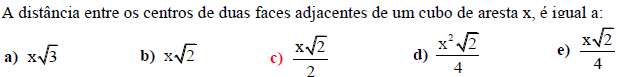 A distância entre os centros de duas faces adjacentes de um cubo de aresta x, é igual a:
a) x√3 b) x√2 c) x√2/2 d) x²√2/4 e) x√2/4